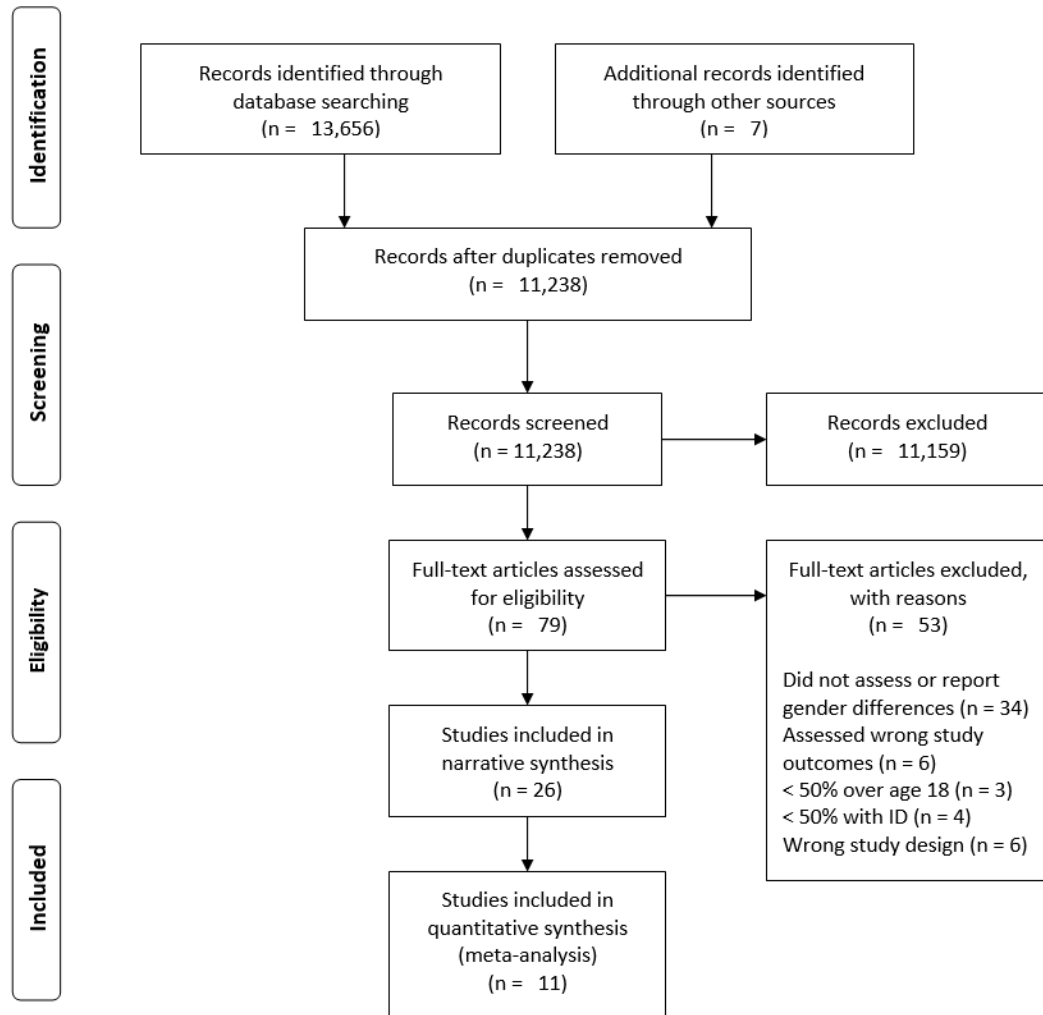 Identification
Records identified through
database searching
(n = 13,656)
Additional records identified
through other sources
(n = 7)
Records after duplicates removed
(n = 11,238)
Screening
Records screened
(n = 11,238)
Records excluded
(n = 11,159)
Eligibility
Full-text articles assessed
for eligibility
(n = 79)
Full-text articles excluded,
with reasons
(n = 53)
Did not assess or report
gender differences (n = 34)
Assessed wrong study
outcomes (n = 6)
< 50% over age 18 (n = 3)
< 50% with ID (n = 4)
Wrong study design (n = 6)
Studies included in
narrative synthesis
(n = 26)
Included
Studies included in
quantitative synthesis
(meta-analysis)
(n = 11)